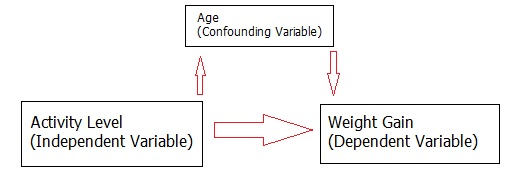 Age
(Confounding Variable)
Activity Level
(Independent Variable)
Weight Gain
(Dependent Variable)